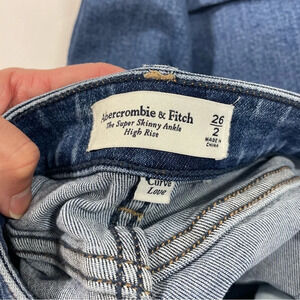 Abercrombie & Fitch
The Super Skinny Ankle
High Rise
26
2
MADE IN
CHINA
Curve
Love